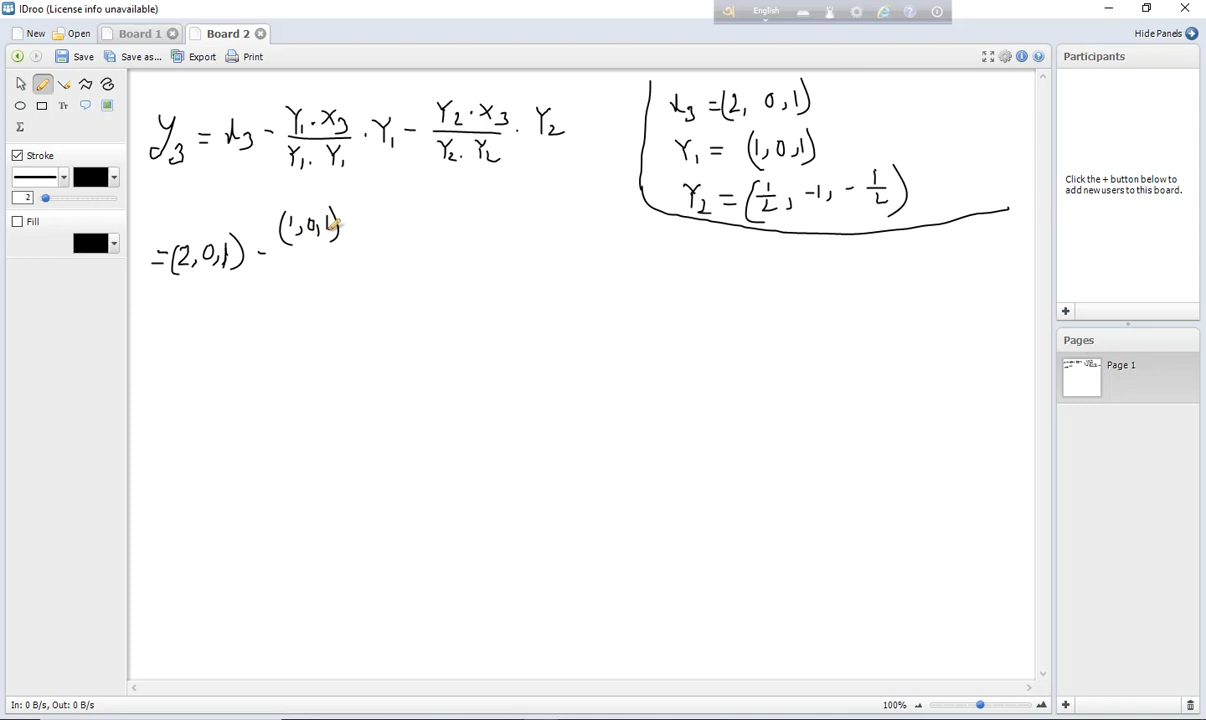 IDroo (License info unavailable)
English
New Open Board 1 Board 2 Hide Panels
Save Save as... Export Print
Participants
Tr
Σ
Stroke
2
Fill
y₃ = x₃ - Y₁·X₃/Y₁·Y₁ · Y₁ - Y₂·X₃/Y₂·Y₂ · Y₂
x₃ = (2, 0, 1)
Y₁ = (1, 0, 1)
Y₂ = (1/2, -1, -1/2)
= (2, 0, 1) - (1, 0, 1)
Click the + button below to
add new users to this board.
Pages
Page 1
In: 0 B/s, Out: 0 B/s
100%